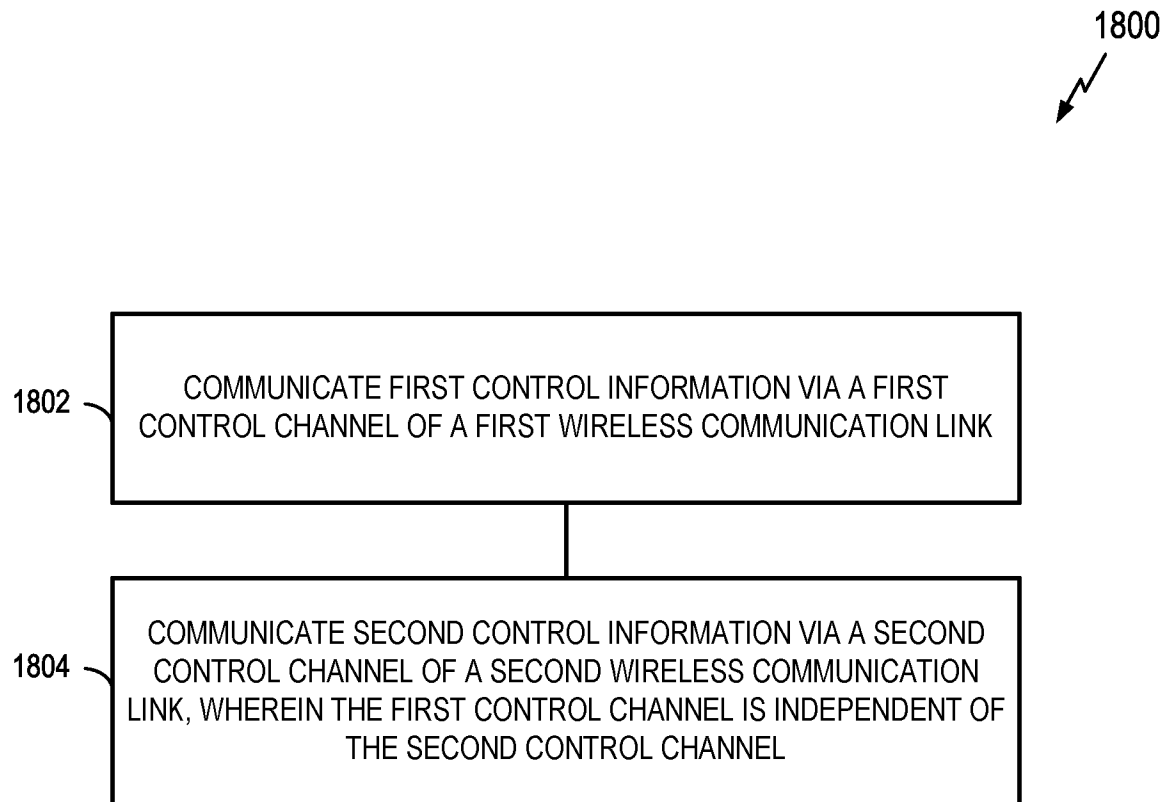 1800
1802
COMMUNICATE FIRST CONTROL INFORMATION VIA A FIRST
CONTROL CHANNEL OF A FIRST WIRELESS COMMUNICATION LINK
1804
COMMUNICATE SECOND CONTROL INFORMATION VIA A SECOND
CONTROL CHANNEL OF A SECOND WIRELESS COMMUNICATION
LINK, WHEREIN THE FIRST CONTROL CHANNEL IS INDEPENDENT OF
THE SECOND CONTROL CHANNEL